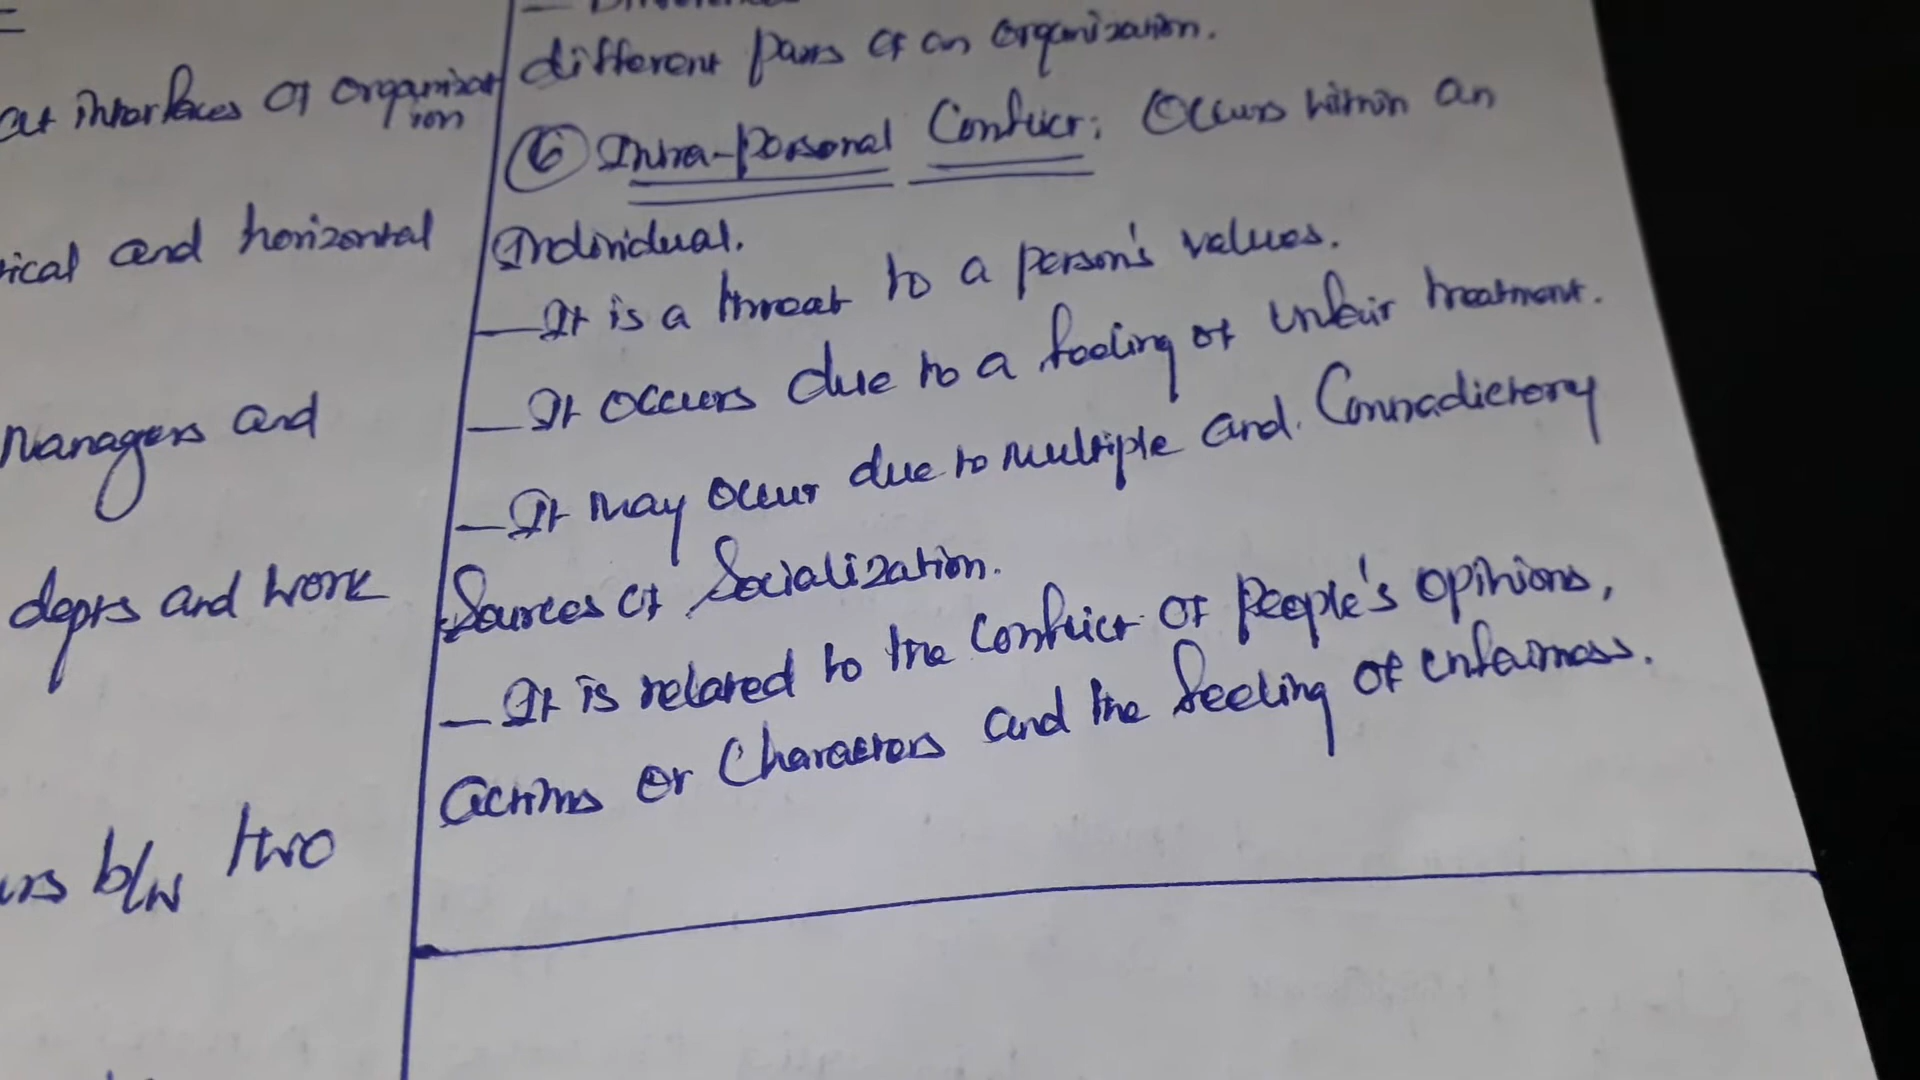 at interfaces of organizat
ion
and horizontal
Managers and
depts and work
b/w two
different parts of an organization.
⑥ Intra-personal Conflict: Occurs within an
Individual.
— It is a threat to a person's values.
— It occurs due to a feeling of unfair treatment.
— It may occur due to multiple and Contradictory
Sources of Socialization.
— It is related to the conflict of people's opinions,
actions or Characters and the feeling of unfairness.